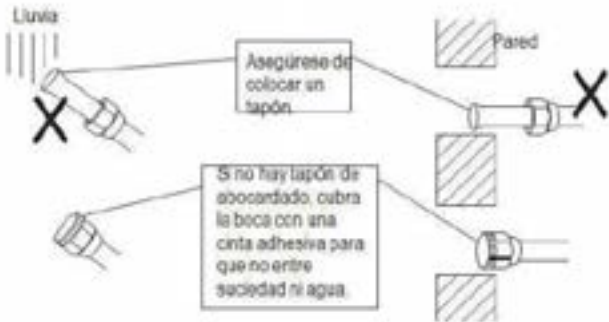 Lluvia
Asegúrese de
colocar un
tapón.
Pared
Si no hay tapón de
abocardado, cubra
la boca con una
cinta adhesiva para
que no entre
suciedad ni agua.